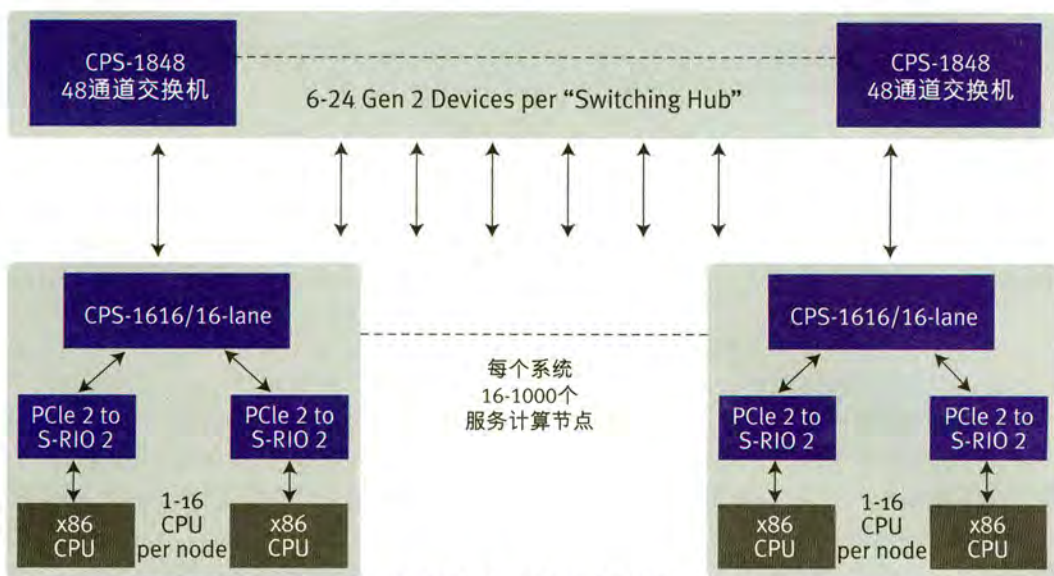 CPS-1848
48通道交换机
CPS-1848
48通道交换机
6-24 Gen 2 Devices per “Switching Hub”
CPS-1616/16-lane
CPS-1616/16-lane
每个系统
16-1000个
服务计算节点
PCIe 2 to
S-RIO 2
PCIe 2 to
S-RIO 2
PCIe 2 to
S-RIO 2
PCIe 2 to
S-RIO 2
x86
CPU
1-16
CPU
per node
x86
CPU
x86
CPU
1-16
CPU
per node
x86
CPU